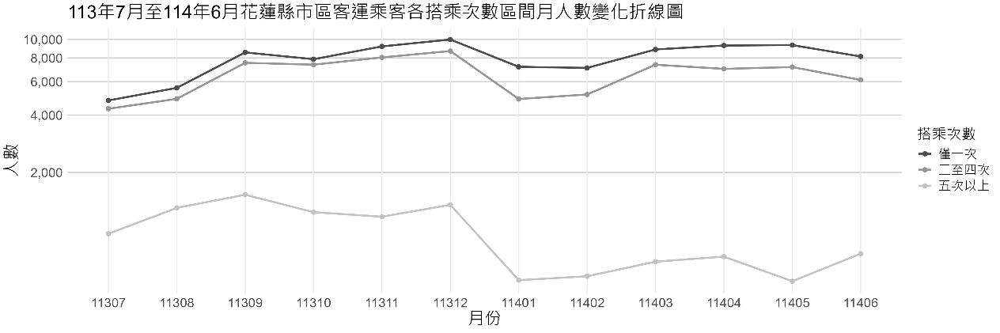 113年7月至114年6月花蓮縣市區客運乘客各搭乘次數區間月人數變化折線圖
10,000
8,000
6,000
4,000
2,000
人數
11307 11308 11309 11310 11311 11312 11401 11402 11403 11404 11405 11406
月份
搭乘次數
僅一次
二至四次
五次以上